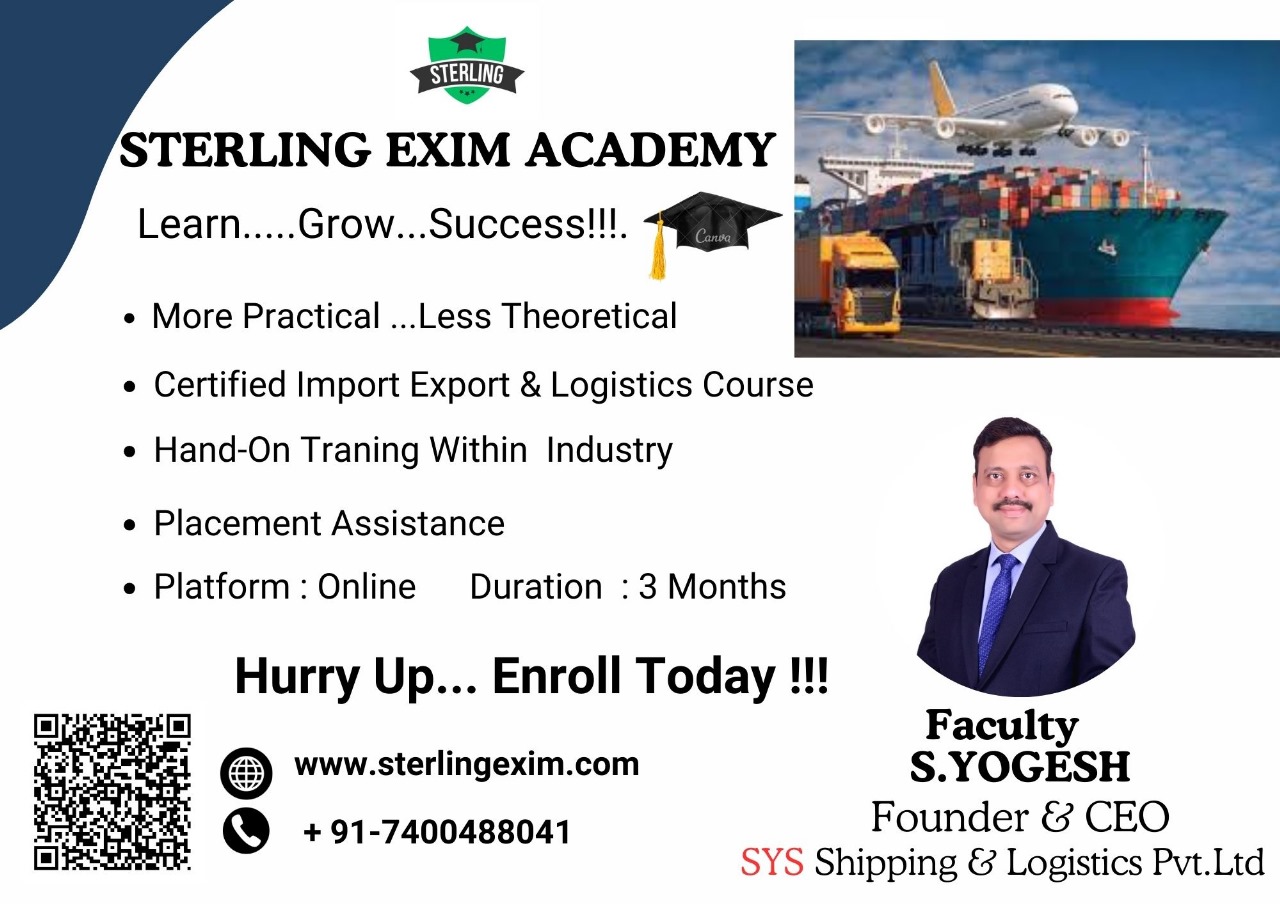 STERLING
STERLING EXIM ACADEMY
Learn.....Grow...Success!!!.
Canva
More Practical ...Less Theoretical
Certified Import Export & Logistics Course
Hand-On Traning Within Industry
Placement Assistance
Platform : Online Duration : 3 Months
Hurry Up... Enroll Today !!!
www.sterlingexim.com
+ 91-7400488041
Faculty
S.YOGESH
Founder & CEO
SYS Shipping & Logistics Pvt.Ltd